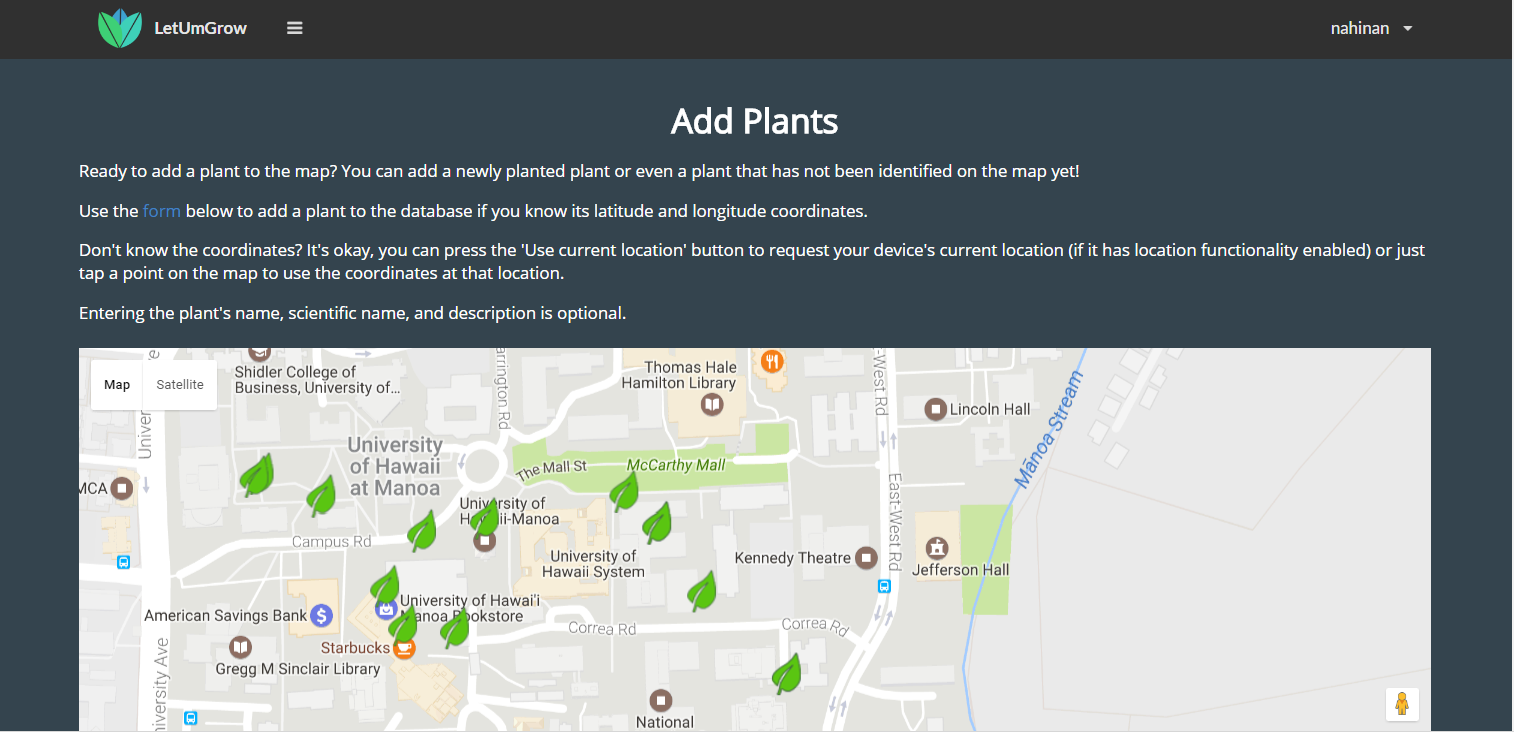 LetUmGrow
nahinan
Add Plants
Ready to add a plant to the map? You can add a newly planted plant or even a plant that has not been identified on the map yet!
Use the form below to add a plant to the database if you know its latitude and longitude coordinates.
Don't know the coordinates? It's okay, you can press the 'Use current location' button to request your device's current location (if it has location functionality enabled) or just
tap a point on the map to use the coordinates at that location.
Entering the plant's name, scientific name, and description is optional.
Map
Satellite
Shidler College of
Business, University of...
Thomas Hale
Hamilton Library
East-West Rd
Lincoln Hall
Mānoa Stream
University
of Hawaii
at Manoa
The Mall St
McCarthy Mall
MCA
University of
Campus Rd
University of
Hawaii System
Kennedy Theatre
East-West Rd
Jefferson Hall
American Savings Bank
$
University of Hawai'i
Manoa Bookstore
Correa Rd
Correa Rd
Starbucks
Gregg M Sinclair Library
University Ave
National